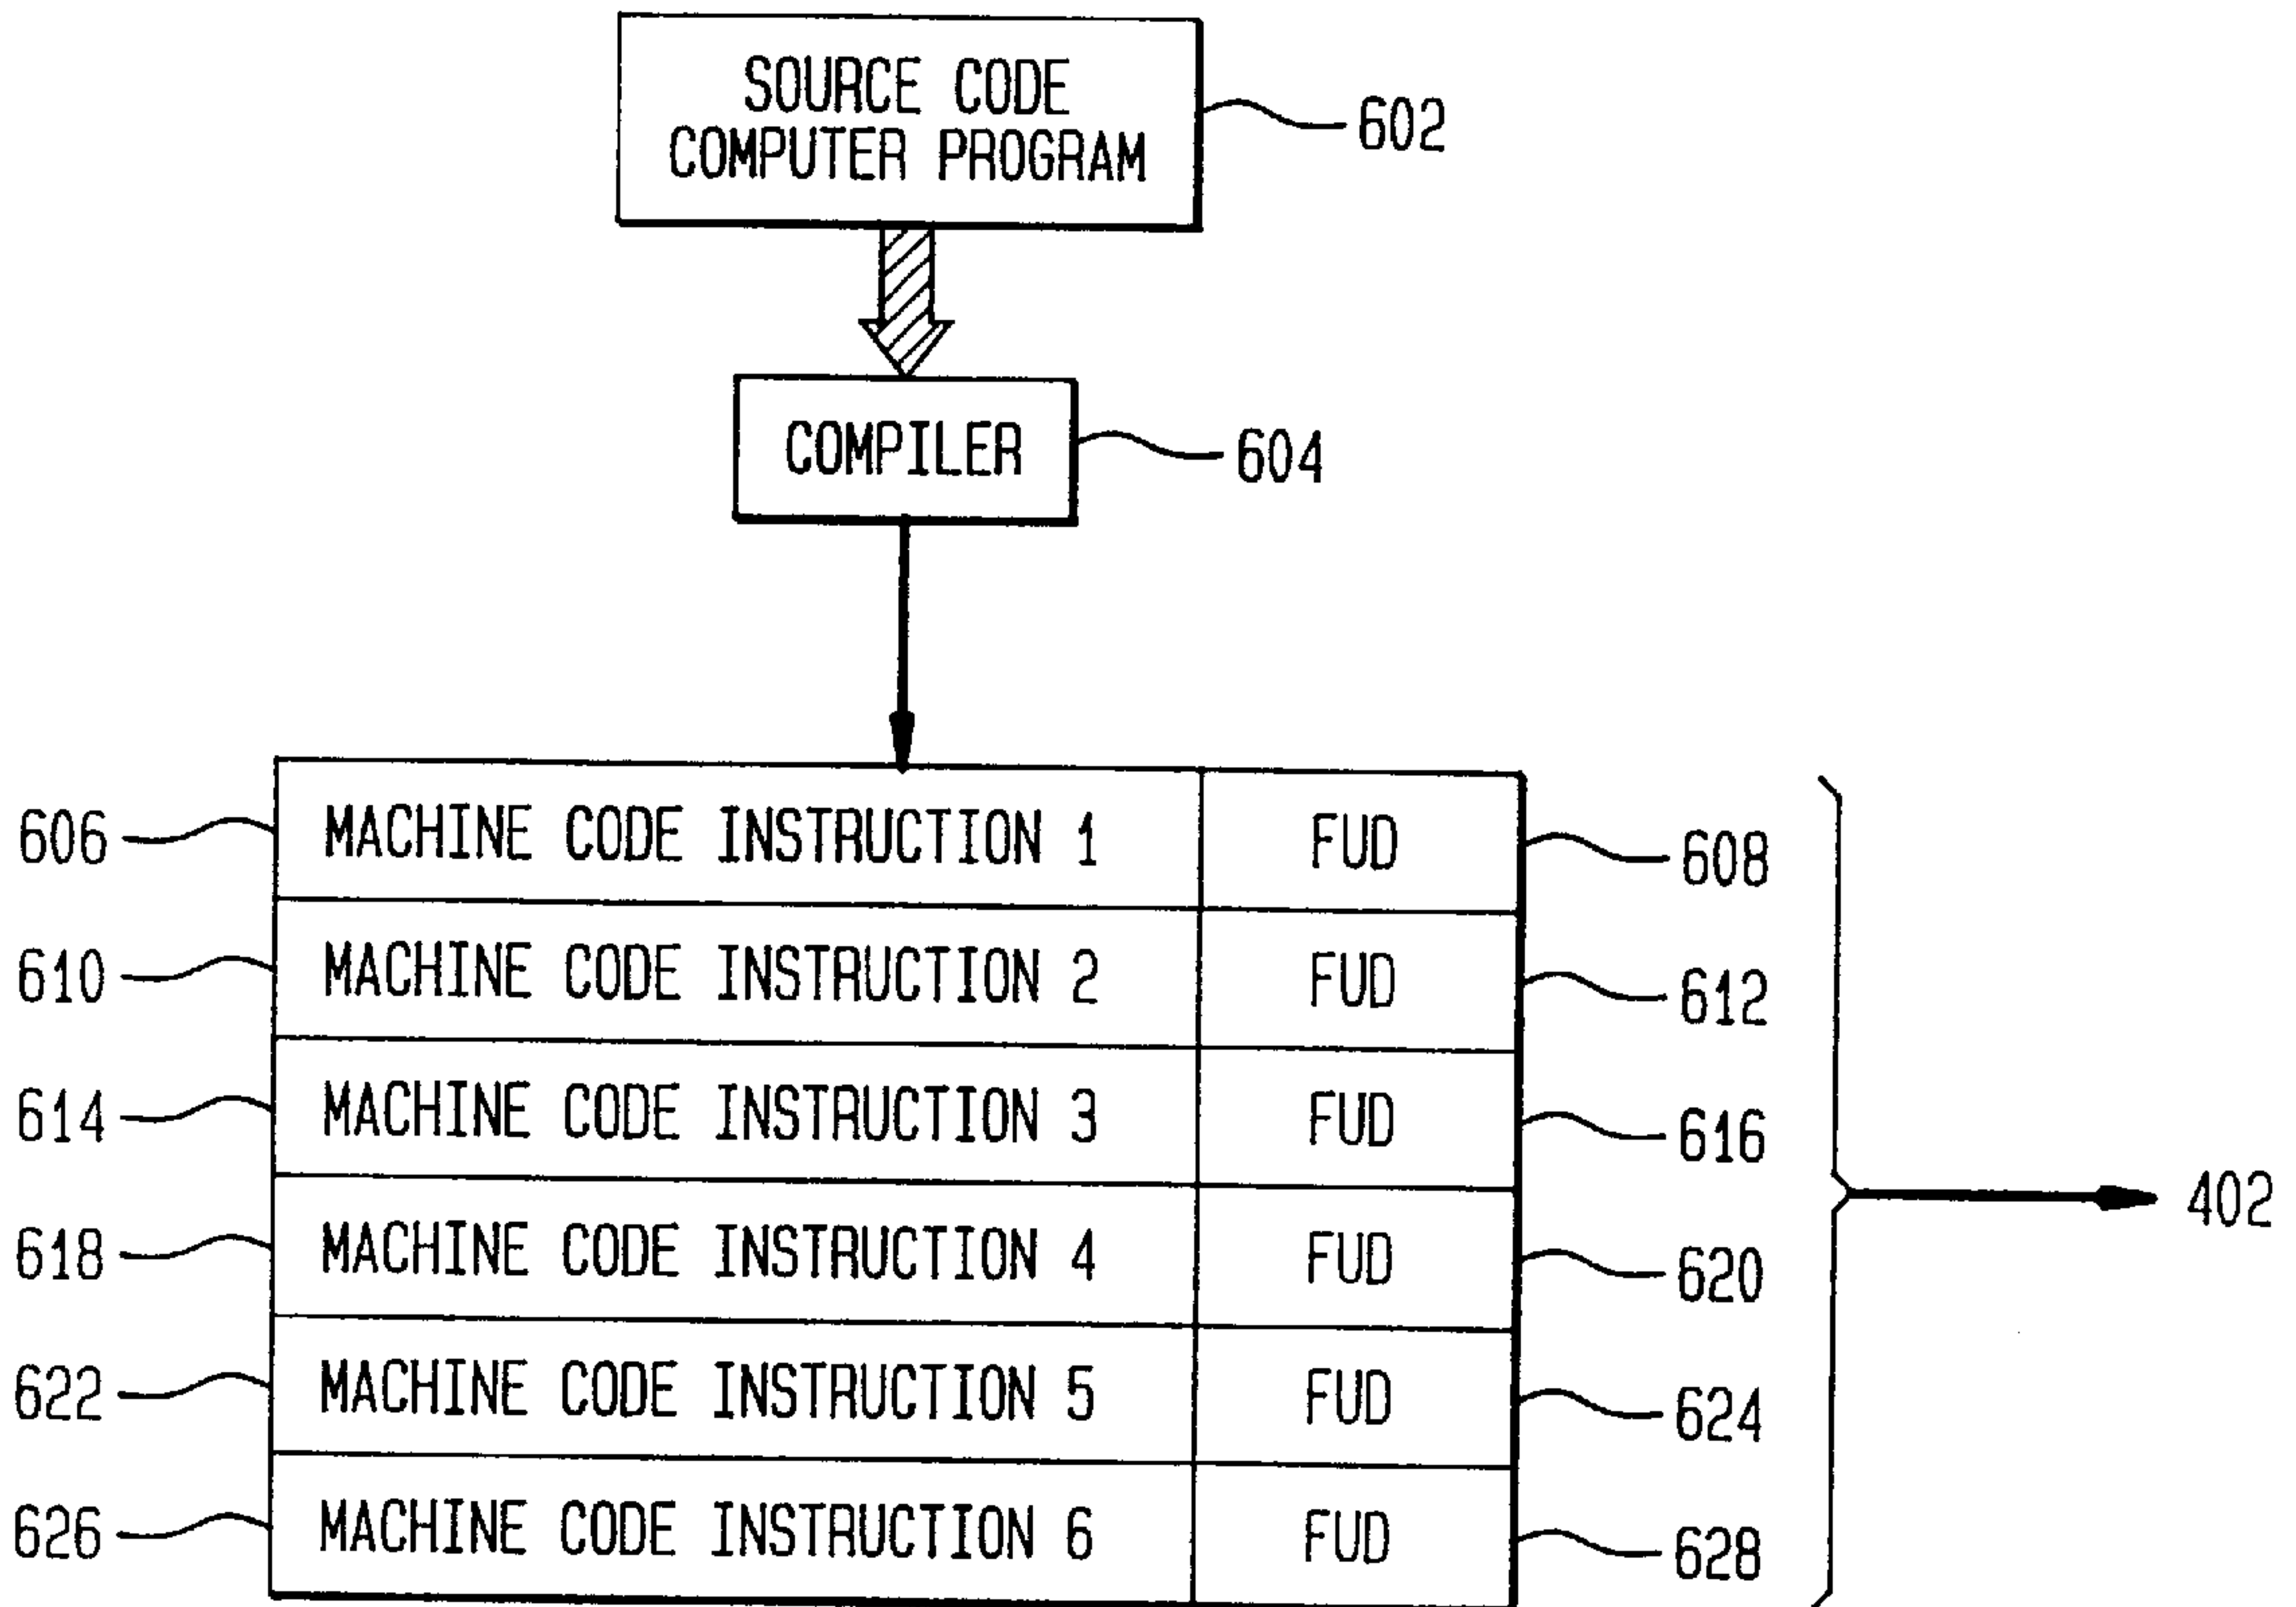 SOURCE CODE
COMPUTER PROGRAM
602
COMPILER
604
606 MACHINE CODE INSTRUCTION 1 FUD 608
610 MACHINE CODE INSTRUCTION 2 FUD 612
614 MACHINE CODE INSTRUCTION 3 FUD 616
618 MACHINE CODE INSTRUCTION 4 FUD 620
402
622 MACHINE CODE INSTRUCTION 5 FUD 624
626 MACHINE CODE INSTRUCTION 6 FUD 628